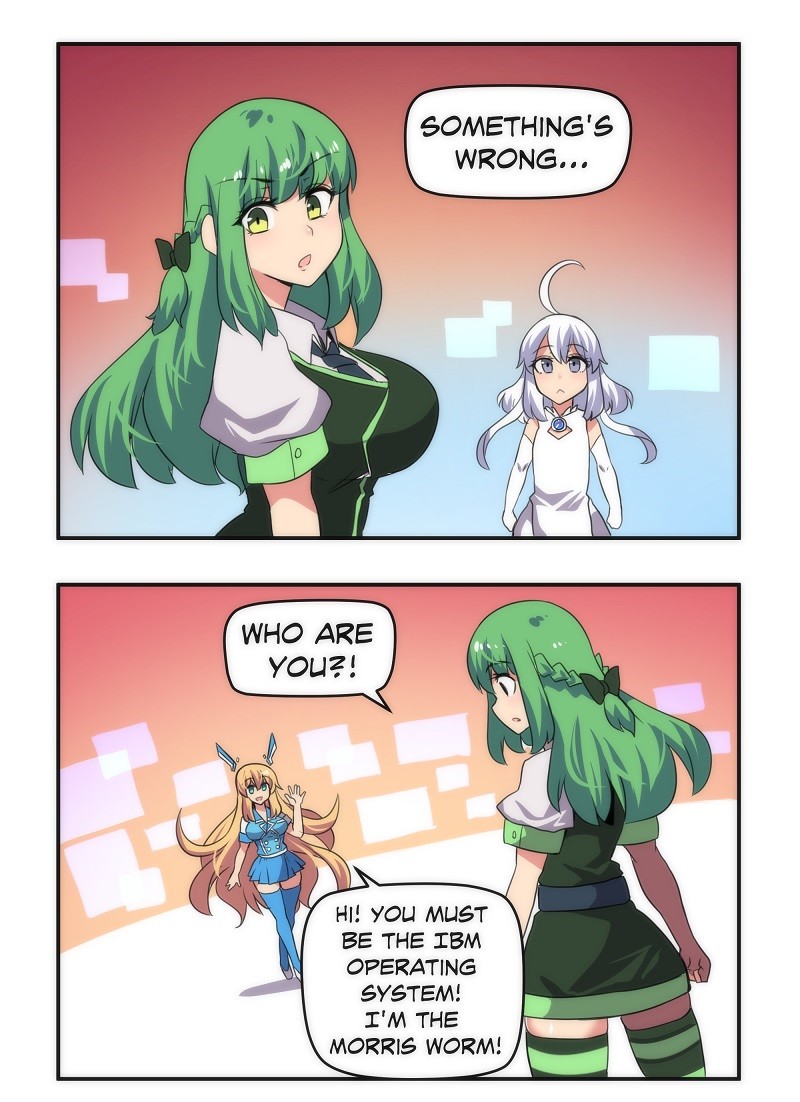 SOMETHING'S
WRONG...
WHO ARE
YOU?!
HI! YOU MUST
BE THE IBM
OPERATING
SYSTEM!
I'M THE
MORRIS WORM!